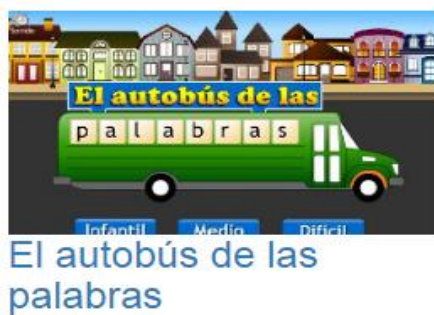 El autobús de las
p a l a b r a s
Infantil Medio Difícil
El autobús de las
palabras